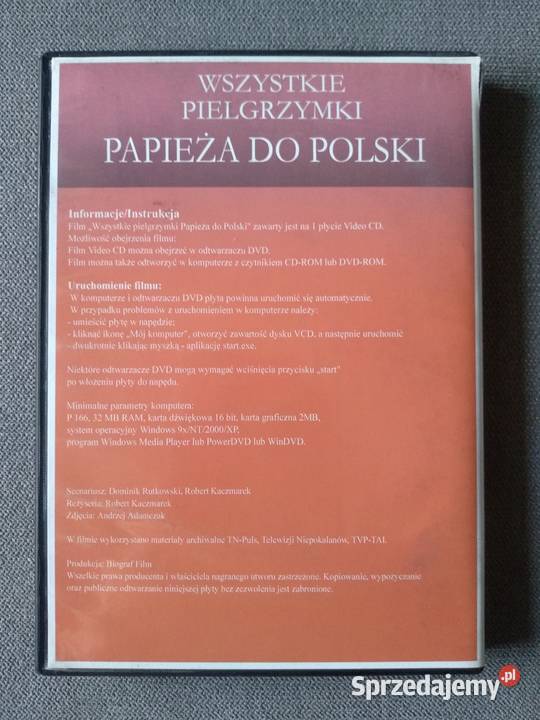 WSZYSTKIE
PIELGRZYMKI
PAPIEŻA DO POLSKI
Informacje/Instrukcja
Film „Wszystkie pielgrzymki Papieża do Polski" zawarty jest na 1 płycie Video CD.
Możliwość obejrzenia filmu:
Film Video CD można obejrzeć w odtwarzaczu DVD.
Film można także odtworzyć w komputerze z czytnikiem CD-ROM lub DVD-ROM.
Uruchomienie filmu:
W komputerze i odtwarzaczu DVD płyta powinna uruchomić się automatycznie.
W przypadku problemów z uruchomieniem w komputerze należy:
- umieścić płytę w napędzie;
- kliknąć ikonę „Mój komputer", otworzyć zawartość dysku VCD, a następnie uruchomić
- dwukrotnie klikając myszką - aplikację start.exe.
Niektóre odtwarzacze DVD mogą wymagać wciśnięcia przycisku „start"
po włożeniu płyty do napędu.
Minimalne parametry komputera:
P 166, 32 MB RAM, karta dźwiękowa 16 bit, karta graficzna 2MB,
system operacyjny Windows 9x/NT/2000/XP,
program Windows Media Player lub PowerDVD lub WinDVD.
Scenariusz: Dominik Rutkowski, Robert Kaczmarek
Reżyseria: Robert Kaczmarek
Zdjęcia: Andrzej Adamczak
W filmie wykorzystano materiały archiwalne TN-Puls, Telewizji Niepokalanów, TVP-TAI.
Produkcja: Biograf Film
Wszelkie prawa producenta i właściciela nagranego utworu zastrzeżone. Kopiowanie, wypożyczanie
oraz publiczne odtwarzanie niniejszej płyty bez zezwolenia jest zabronione.
Sprzedajemy.pl